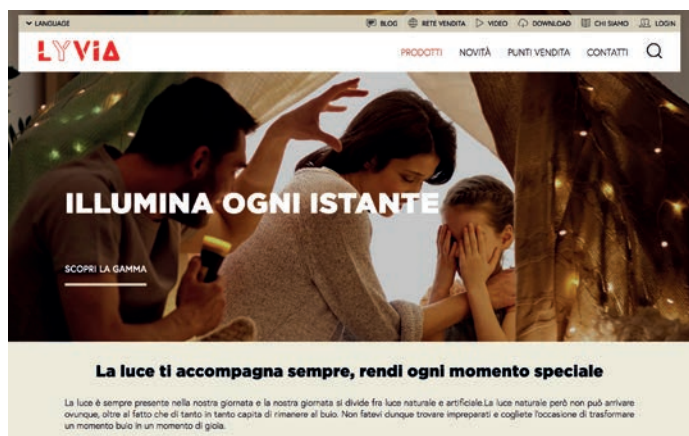 LANGUAGE
BLOG RETE VENDITA VIDEO DOWNLOAD CHI SIAMO LOGIN
LYViA
PRODOTTI NOVITÀ PUNTI VENDITA CONTATTI
ILLUMINA OGNI ISTANTE
SCOPRI LA GAMMA
La luce ti accompagna sempre, rendi ogni momento speciale
La luce è sempre presente nella nostra giornata e la nostra giornata si divide fra luce naturale e artificiale.La luce naturale però non può arrivare
ovunque, oltre al fatto che di tanto in tanto capita di rimanere al buio. Non fatevi dunque trovare impreparati e cogliete l'occasione di trasformare
un momento buio in un momento di gioia.